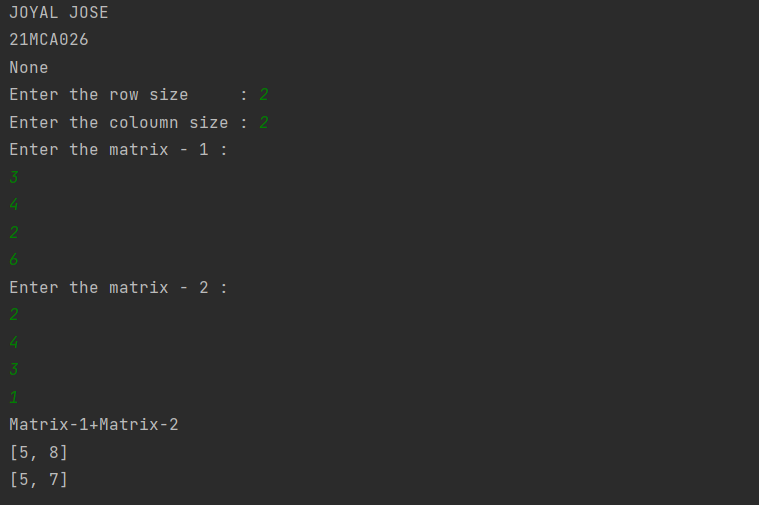 JOYAL JOSE
21MCA026
None
Enter the row size     : 2
Enter the coloumn size : 2
Enter the matrix - 1 :
3
4
2
6
Enter the matrix - 2 :
2
4
3
1
Matrix-1+Matrix-2
[5, 8]
[5, 7]